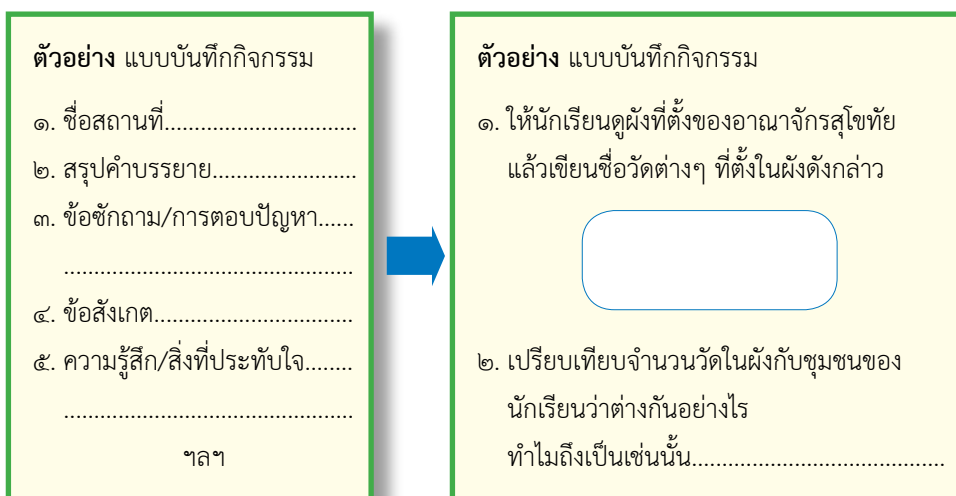 ตัวอย่าง แบบบันทึกกิจกรรม
๑. ชื่อสถานที่................................
๒. สรุปคำบรรยาย........................
๓. ข้อซักถาม/การตอบปัญหา......
................................................
๔. ข้อสังเกต.................................
๕. ความรู้สึก/สิ่งที่ประทับใจ........
................................................
ฯลฯ
ตัวอย่าง แบบบันทึกกิจกรรม
๑. ให้นักเรียนดูผังที่ตั้งของอาณาจักรสุโขทัย
แล้วเขียนชื่อวัดต่างๆ ที่ตั้งในผังดังกล่าว
๒. เปรียบเทียบจำนวนวัดในผังกับชุมชนของ
นักเรียนว่าต่างกันอย่างไร
ทำไมถึงเป็นเช่นนั้น..........................................